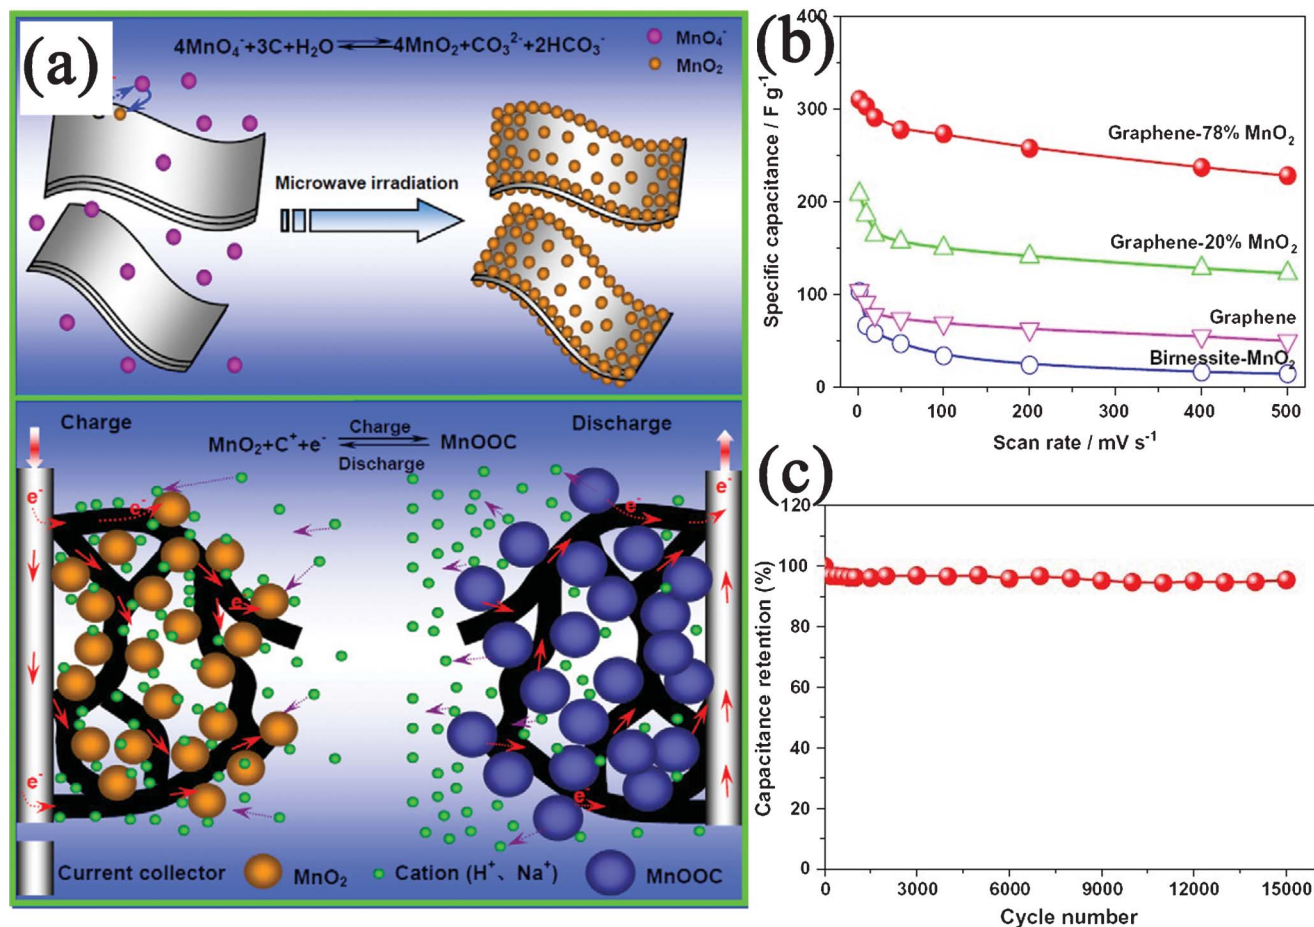 (a)
4MnO₄⁻+3C+H₂O ⇌ 4MnO₂+CO₃²⁻+2HCO₃⁻
MnO₄⁻
MnO₂
Microwave irradiation
Charge
Discharge
MnO₂+C⁺+e⁻
Charge
Discharge
MnOOC
e⁻
e⁻
e⁻
e⁻
e⁻
e⁻
e⁻
Current collector
MnO₂
Cation (H⁺、Na⁺)
MnOOC
(b)
Specific capacitance / F g⁻¹
400
300
200
100
0
Graphene-78% MnO₂
Graphene-20% MnO₂
Graphene
Birnessite-MnO₂
0 100 200 300 400 500
Scan rate / mV s⁻¹
(c)
Capacitance retention (%)
120
100
80
60
40
20
0
0 3000 6000 9000 12000 15000
Cycle number